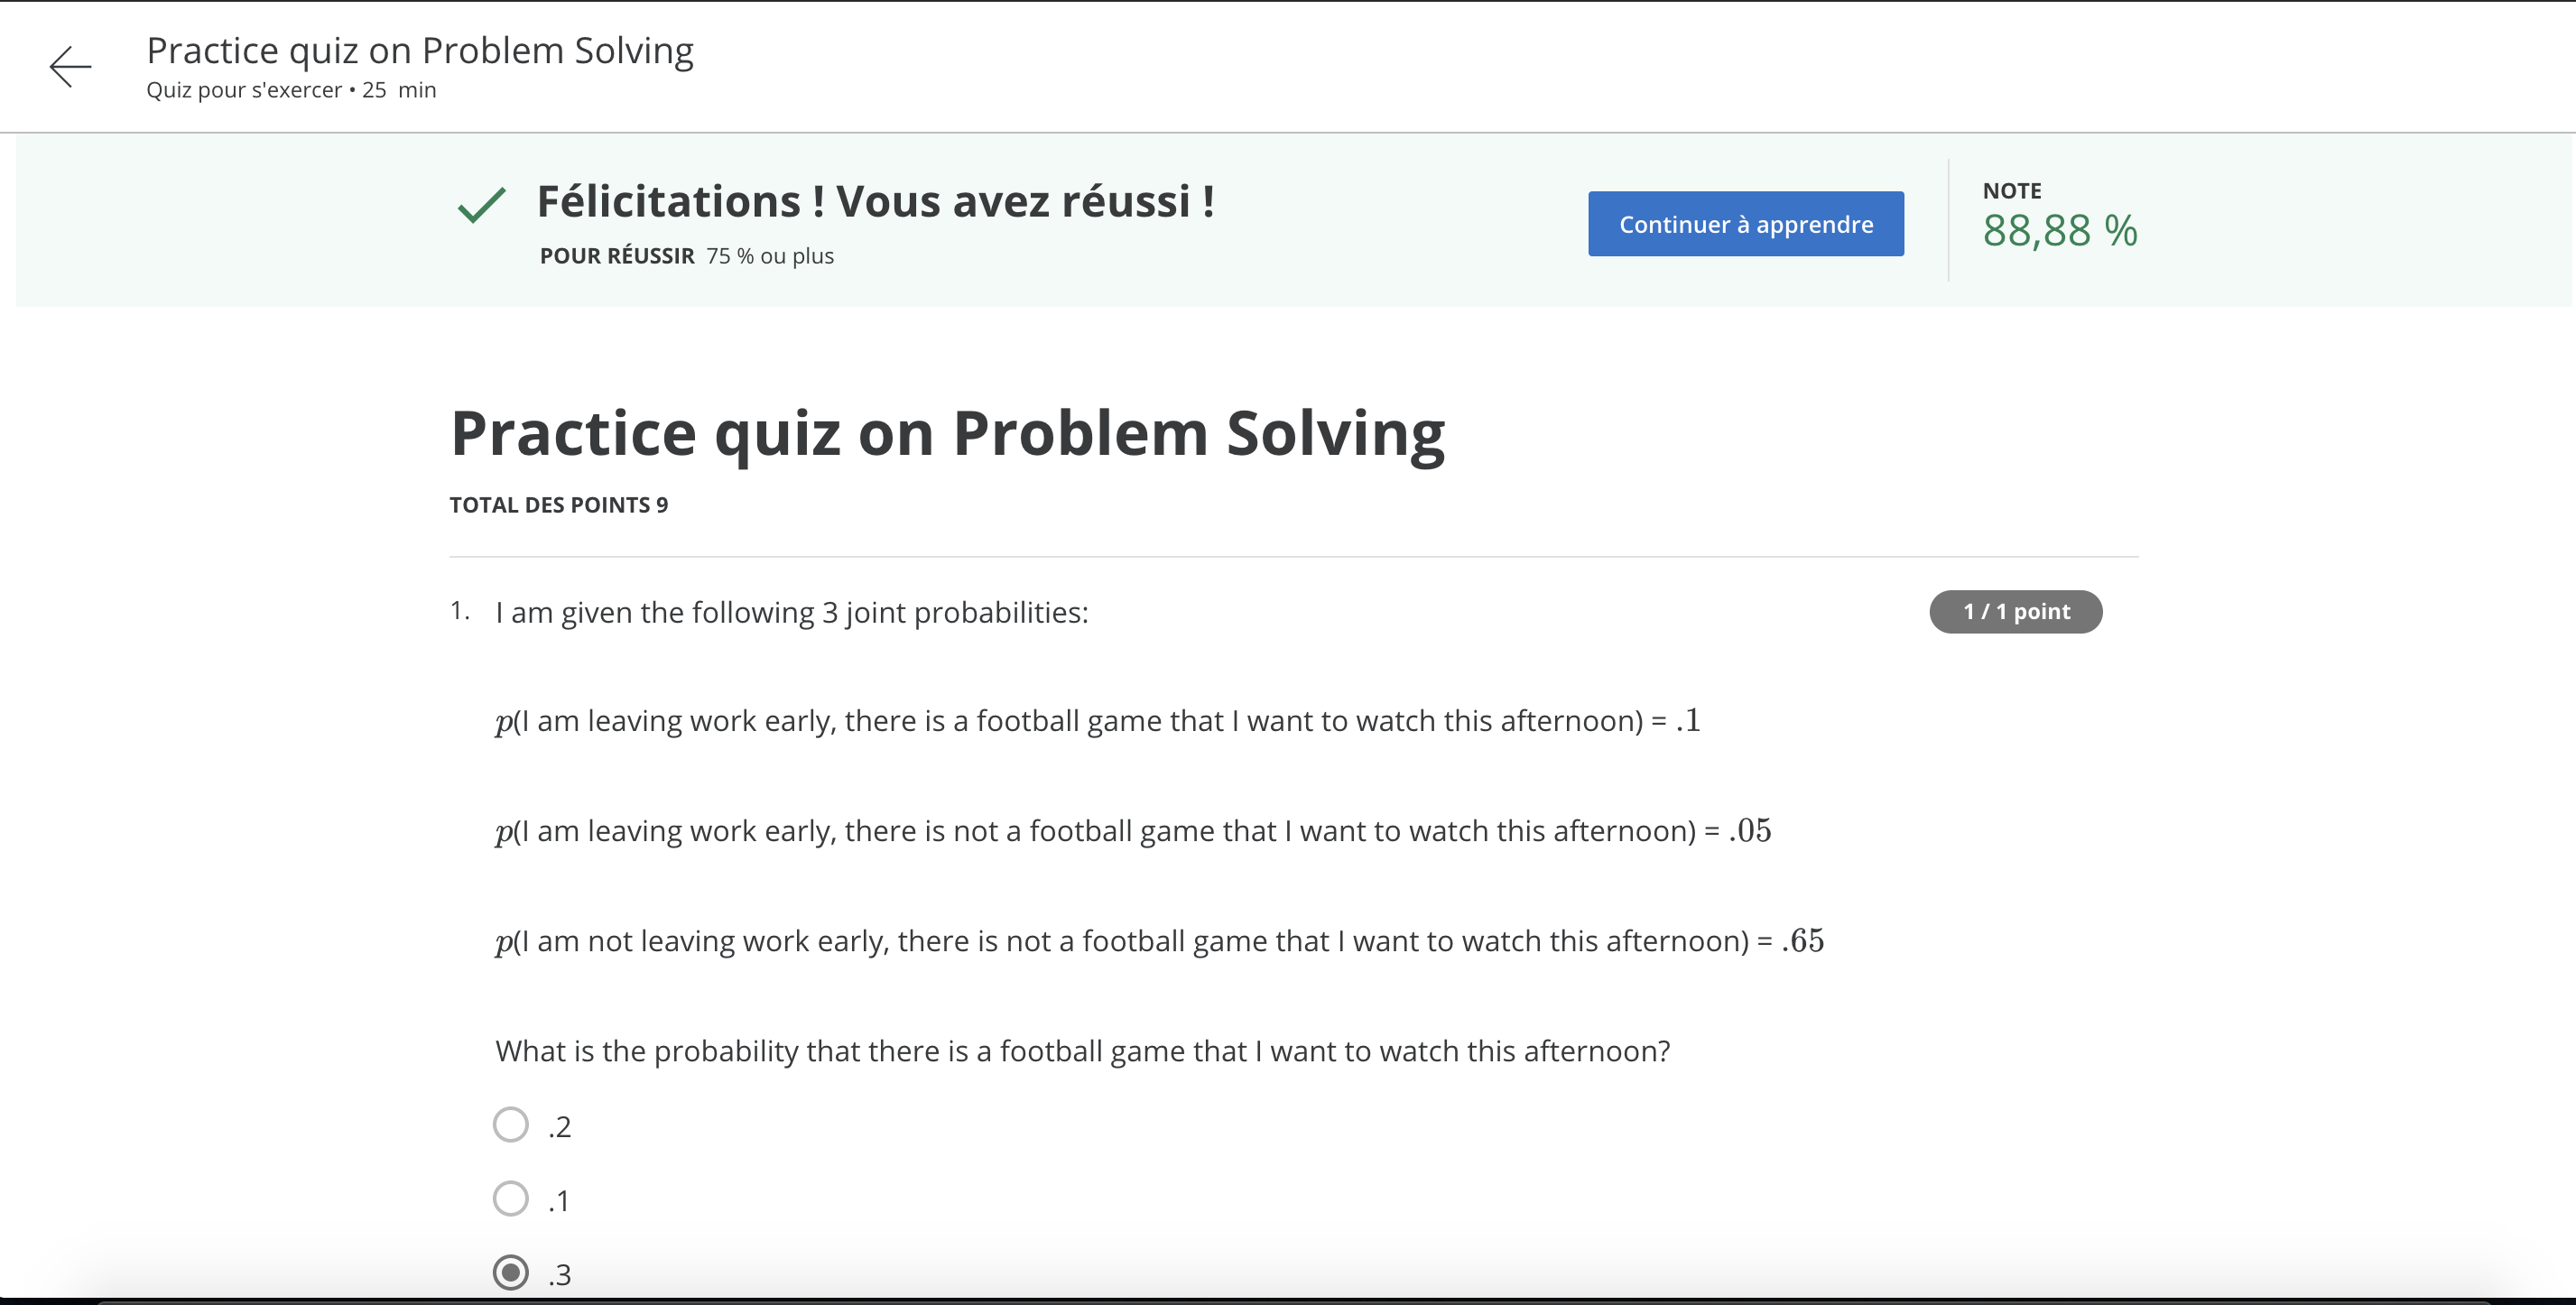 Practice quiz on Problem Solving
Quiz pour s'exercer • 25 min
Félicitations ! Vous avez réussi !
POUR RÉUSSIR 75 % ou plus
Continuer à apprendre
NOTE
88,88 %
Practice quiz on Problem Solving
TOTAL DES POINTS 9
1. I am given the following 3 joint probabilities:
1 / 1 point
p(I am leaving work early, there is a football game that I want to watch this afternoon) = .1
p(I am leaving work early, there is not a football game that I want to watch this afternoon) = .05
p(I am not leaving work early, there is not a football game that I want to watch this afternoon) = .65
What is the probability that there is a football game that I want to watch this afternoon?
.2
.1
.3